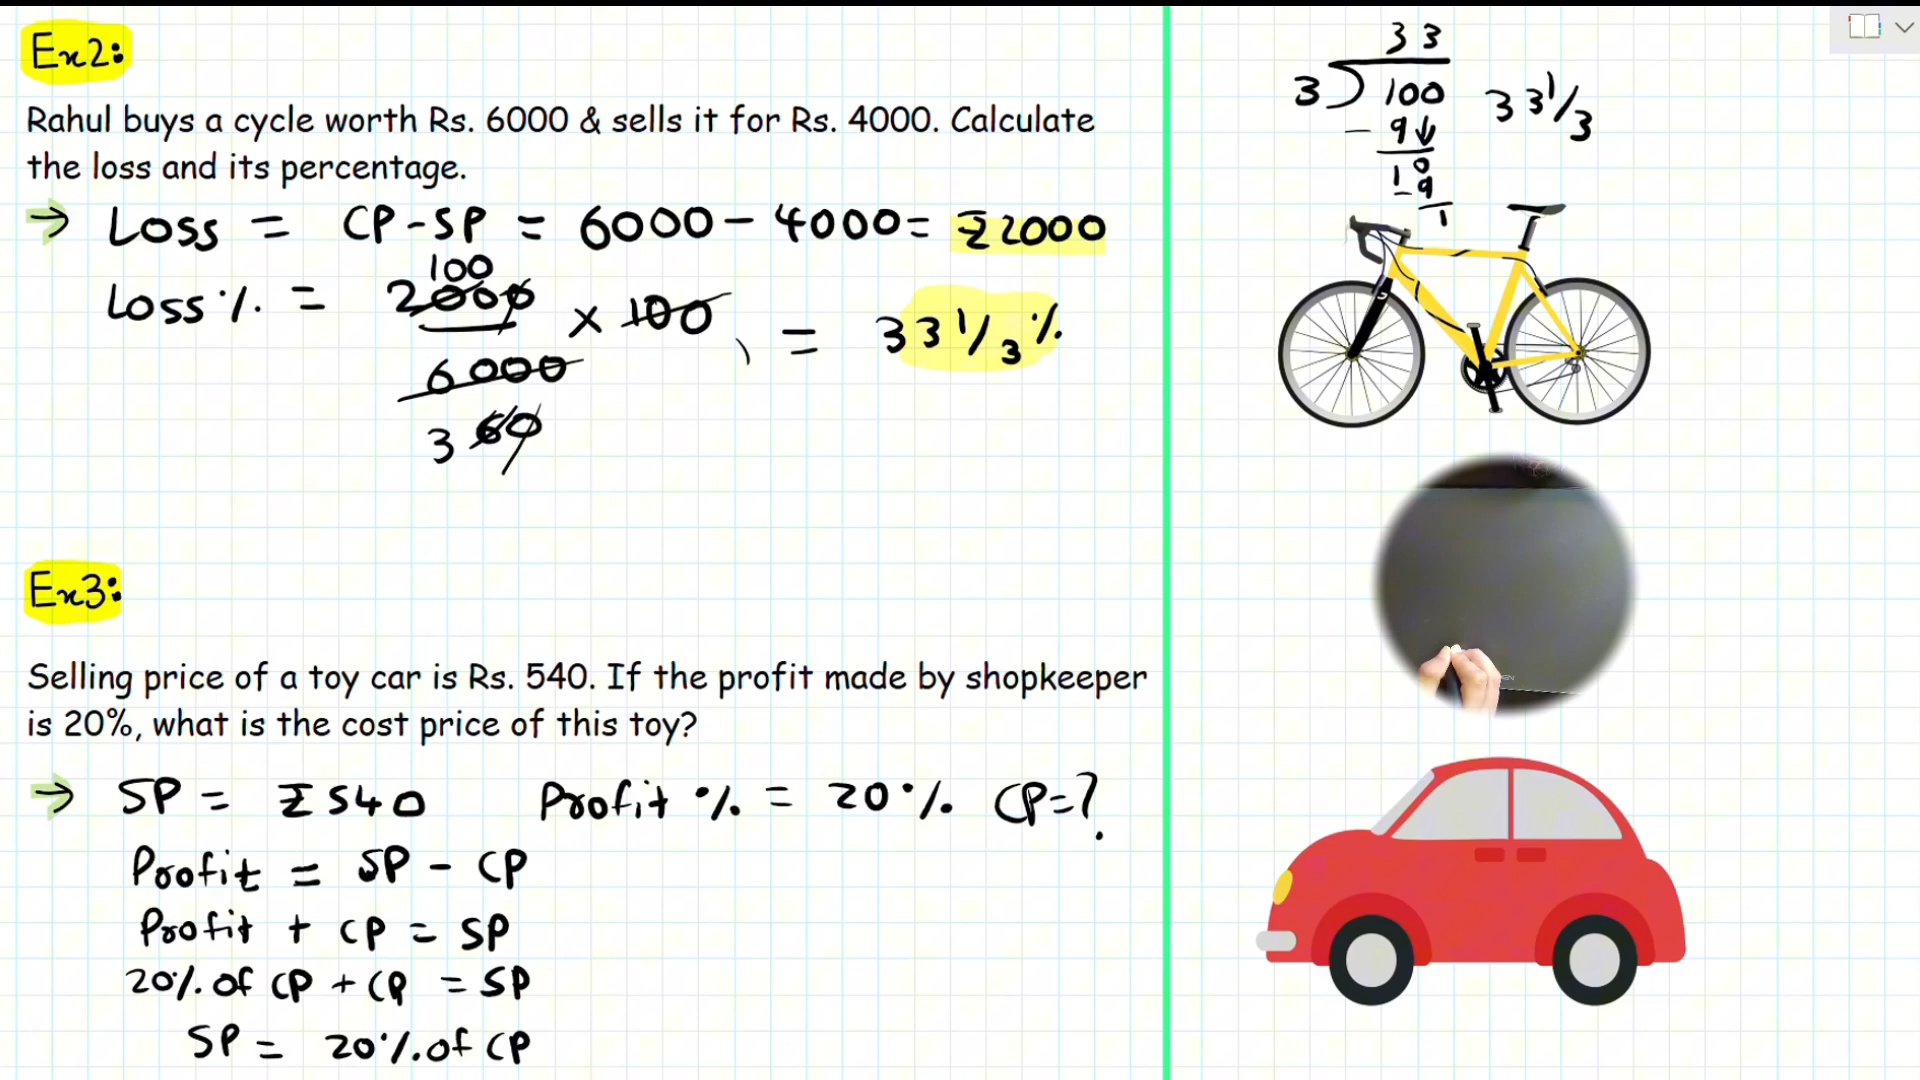 Ex2:
Rahul buys a cycle worth Rs. 6000 & sells it for Rs. 4000. Calculate
the loss and its percentage.
→ Loss = CP - SP = 6000 - 4000 = ₹2000
100
Loss % = 2000 × 100 = 33 1/3 %
6000
3 60
Ex3:
Selling price of a toy car is Rs. 540. If the profit made by shopkeeper
is 20%, what is the cost price of this toy?
→ SP = ₹540 Profit % = 20% CP=?
Profit = SP - CP
Profit + CP = SP
20% of CP + CP = SP
SP = 20% of CP
33
3 100 33 1/3
- 9↓
10
- 9
1